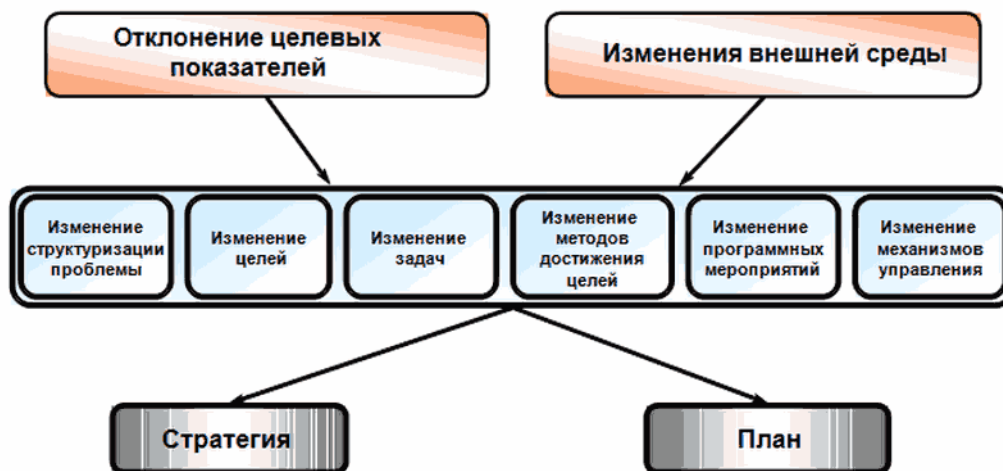 Отклонение целевых
показателей
Изменения внешней среды
Изменение
структуризации
проблемы
Изменение
целей
Изменение
задач
Изменение
методов
достижения
целей
Изменение
программных
мероприятий
Изменение
механизмов
управления
Стратегия
План